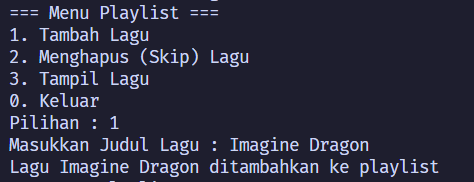 === Menu Playlist ===
1. Tambah Lagu
2. Menghapus (Skip) Lagu
3. Tampil Lagu
0. Keluar
Pilihan : 1
Masukkan Judul Lagu : Imagine Dragon
Lagu Imagine Dragon ditambahkan ke playlist